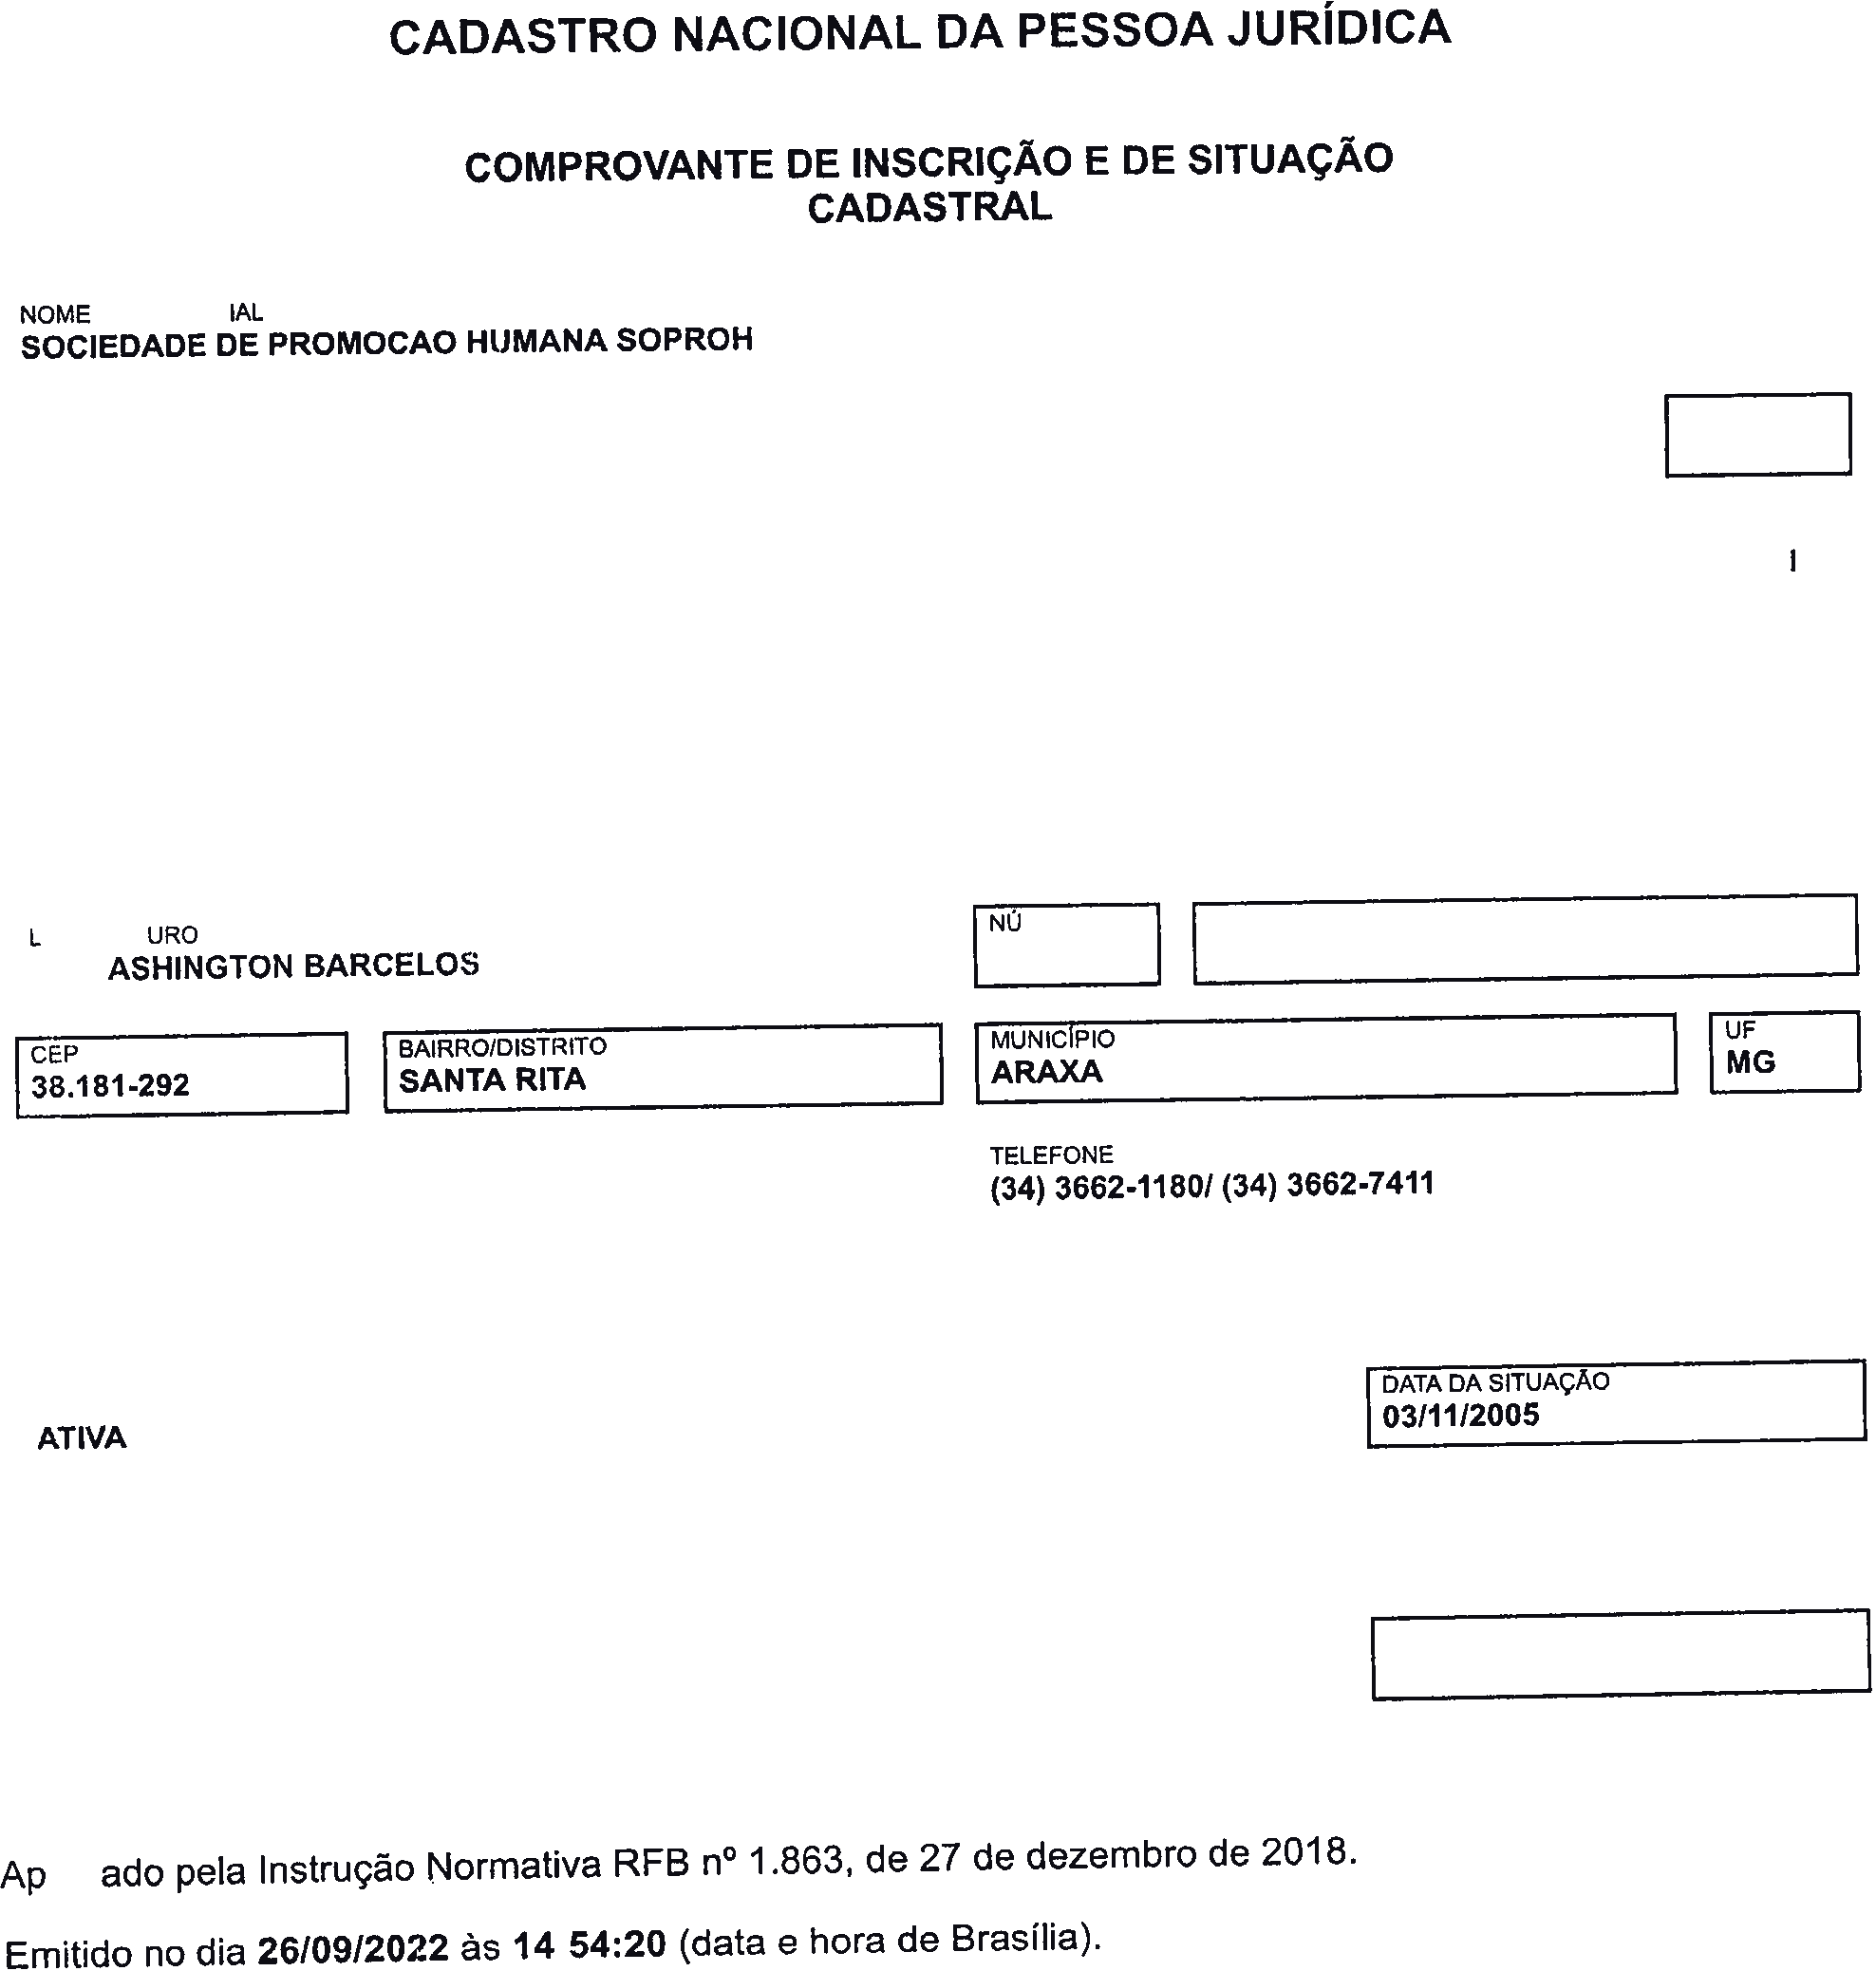 CADASTRO NACIONAL DA PESSOA JURÍDICA
COMPROVANTE DE INSCRIÇÃO E DE SITUAÇÃO
CADASTRAL
NOME IAL
SOCIEDADE DE PROMOCAO HUMANA SOPROH
L URO
ASHINGTON BARCELOS
NÚ
CEP
38.181-292
BAIRRO/DISTRITO
SANTA RITA
MUNICÍPIO
ARAXA
UF
MG
TELEFONE
(34) 3662-1180/ (34) 3662-7411
ATIVA
DATA DA SITUAÇÃO
03/11/2005
Ap ado pela Instrução Normativa RFB nº 1.863, de 27 de dezembro de 2018.
Emitido no dia 26/09/2022 às 14 54:20 (data e hora de Brasília).